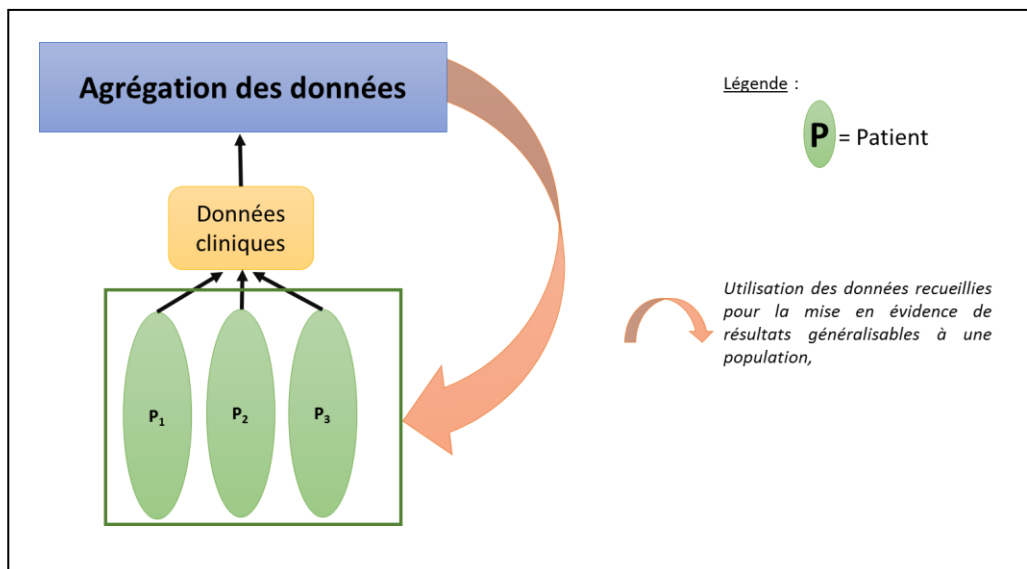 Agrégation des données
Légende :
P = Patient
Données
cliniques
Utilisation des données recueillies
pour la mise en évidence de
résultats généralisables à une
population,
P1
P2
P3